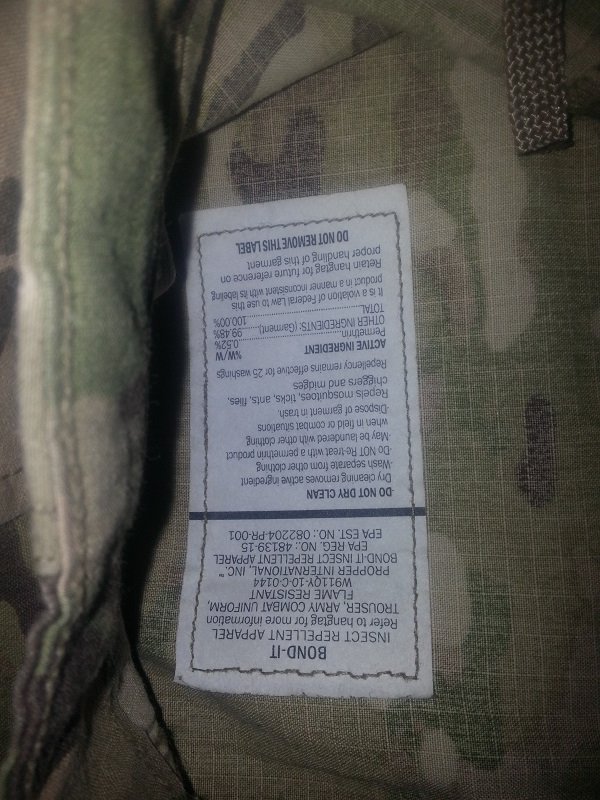 BOND-IT
INSECT REPELLENT APPAREL
Refer to hangtag for more information
TROUSER, ARMY COMBAT UNIFORM,
FLAME RESISTANT
W911QY-10-C-0144
PROPPER INTERNATIONAL, INC.™
BOND-IT INSECT REPELLENT APPAREL
EPA REG. NO.: 48139-15
EPA EST. NO.: 082204-PR-001
-DO NOT DRY CLEAN
Dry cleaning removes active ingredient
-Wash separate from other clothing
-Do NOT Re-treat with a permethrin product
-May be laundered with other clothing
when in field or combat situations
-Dispose of garment in trash.
Repels mosquitoes, ticks, ants, flies,
chiggers and midges
Repellency remains effective for 25 washings
ACTIVE INGREDIENT %W/W
Permethrin 0.52%
OTHER INGREDIENTS (Garment) 99.48%
TOTAL 100.00%
It is a violation of Federal Law to use this
product in a manner inconsistent with its labeling
Retain hangtag for future reference on
proper handling of this garment
DO NOT REMOVE THIS LABEL